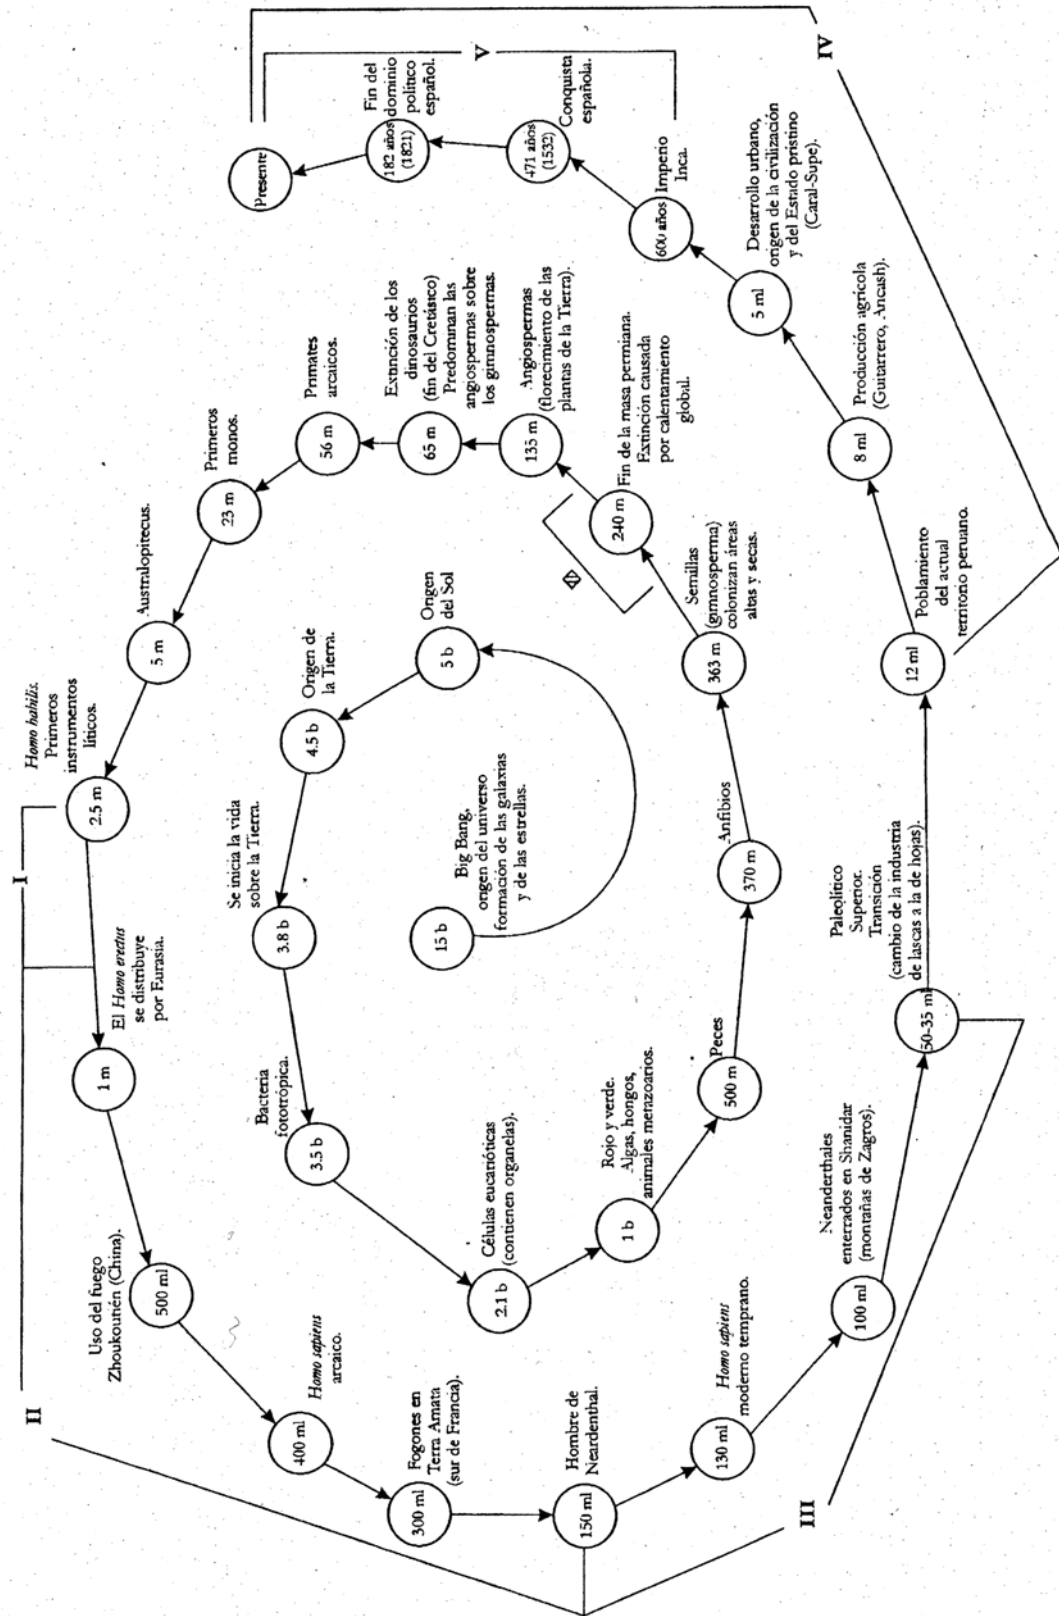 15 b
Big Bang,
origen del universo
formación de las galaxias
y de las estrellas.
5 b
Origen
del Sol
4.5 b
Origen de
la Tierra.
3.8 b
Se inicia la vida
sobre la Tierra.
3.5 b
Bacteria
fototrópica.
2.1 b
Células eucarióticas
(contienen organelas).
1 b
Rojo y verde.
Algas, hongos,
animales metazoarios.
500 m
Peces
370 m
Anfibios
363 m
Semillas
(gimnosperma)
colonizan áreas
altas y secas.
240 m
Fin de la masa permiana.
Extinción causada
por calentamiento
global.
135 m
Angiospermas
(florecimiento de las
plantas de la Tierra).
65 m
Extinción de los
dinosaurios
(fin del Cretásico)
Predominan las
angiospermas sobre
los gimnospermas.
56 m
Primates
arcaicos.
23 m
Primeros
monos.
5 m
Australopitecus.
2.5 m
Homo habilis.
Primeros
instrumentos
líticos.
I
1 m
El Homo erectus
se distribuye
por Eurasia.
500 ml
Uso del fuego
Zhoukoutién (China).
II
400 ml
Homo sapiens
arcaico.
300 ml
Fogones en
Terra Amata
(sur de Francia).
150 ml
Hombre de
Neardenthal.
130 ml
Homo sapiens
moderno temprano.
III
100 ml
Neanderthales
enterrados en Shanidar
(montañas de Zagros).
50-35 ml
Paleolítico
Superior.
Transición
(cambio de la industria
de lascas a la de hojas).
12 ml
Poblamiento
del actual
territorio peruano.
8 ml
Producción agrícola
(Guitarrero, Ancash).
5 ml
Desarrollo urbano,
origen de la civilización
y del Estado prístino
(Caral-Supe).
IV
600 años
Imperio
Inca.
471 años
(1532)
Conquista
española.
V
182 años
(1821)
Fin del
dominio
político
español.
Presente